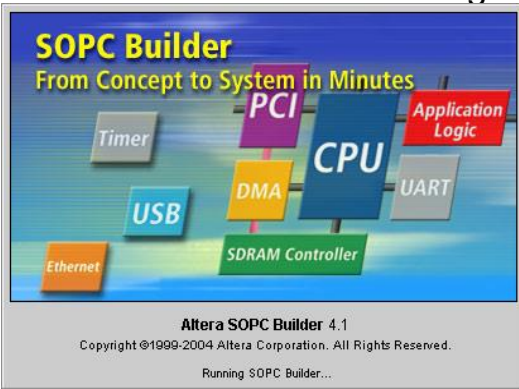 SOPC Builder
From Concept to System in Minutes
PCI
Application
Logic
Timer
CPU
DMA
UART
USB
SDRAM Controller
Ethernet
Altera SOPC Builder 4.1
Copyright ©1999-2004 Altera Corporation. All Rights Reserved.
Running SOPC Builder...